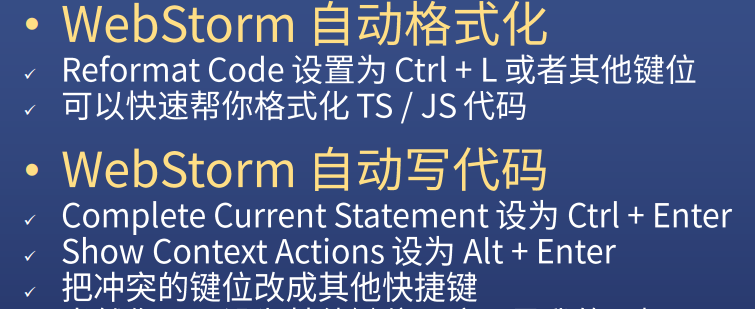 • WebStorm 自动格式化
✓ Reformat Code 设置为 Ctrl + L 或者其他键位
✓ 可以快速帮你格式化 TS / JS 代码
• WebStorm 自动写代码
✓ Complete Current Statement 设为 Ctrl + Enter
✓ Show Context Actions 设为 Alt + Enter
✓ 把冲突的键位改成其他快捷键